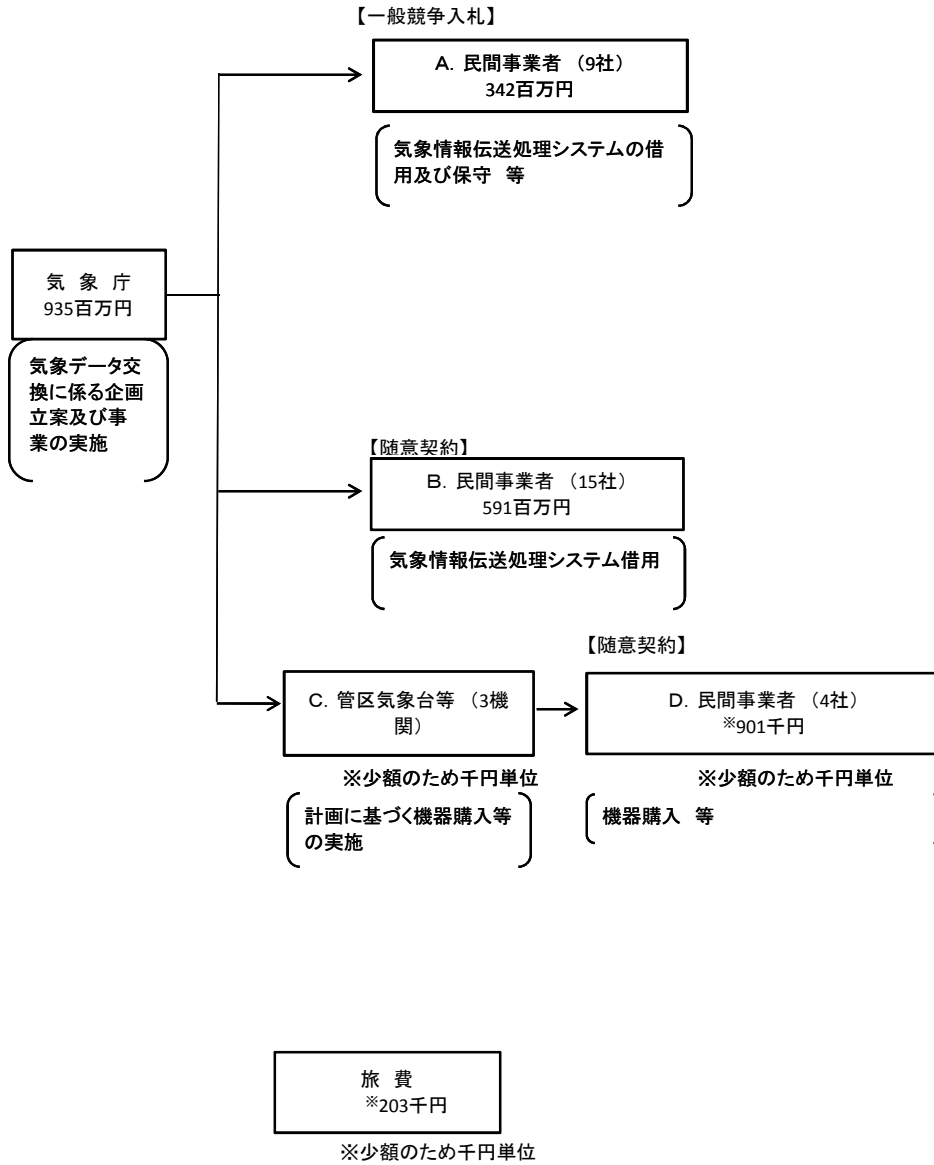 【一般競争入札】
A. 民間事業者 (9社)
342百万円
気象情報伝送処理システムの借
用及び保守 等
気 象 庁
935百万円
気象データ交
換に係る企画
立案及び事
業の実施
【随意契約】
B. 民間事業者 (15社)
591百万円
気象情報伝送処理システム借用
【随意契約】
C. 管区気象台等 (3機
関)
D. 民間事業者 (4社)
※901千円
※少額のため千円単位
※少額のため千円単位
計画に基づく機器購入等
の実施
機器購入 等
旅 費
※203千円
※少額のため千円単位